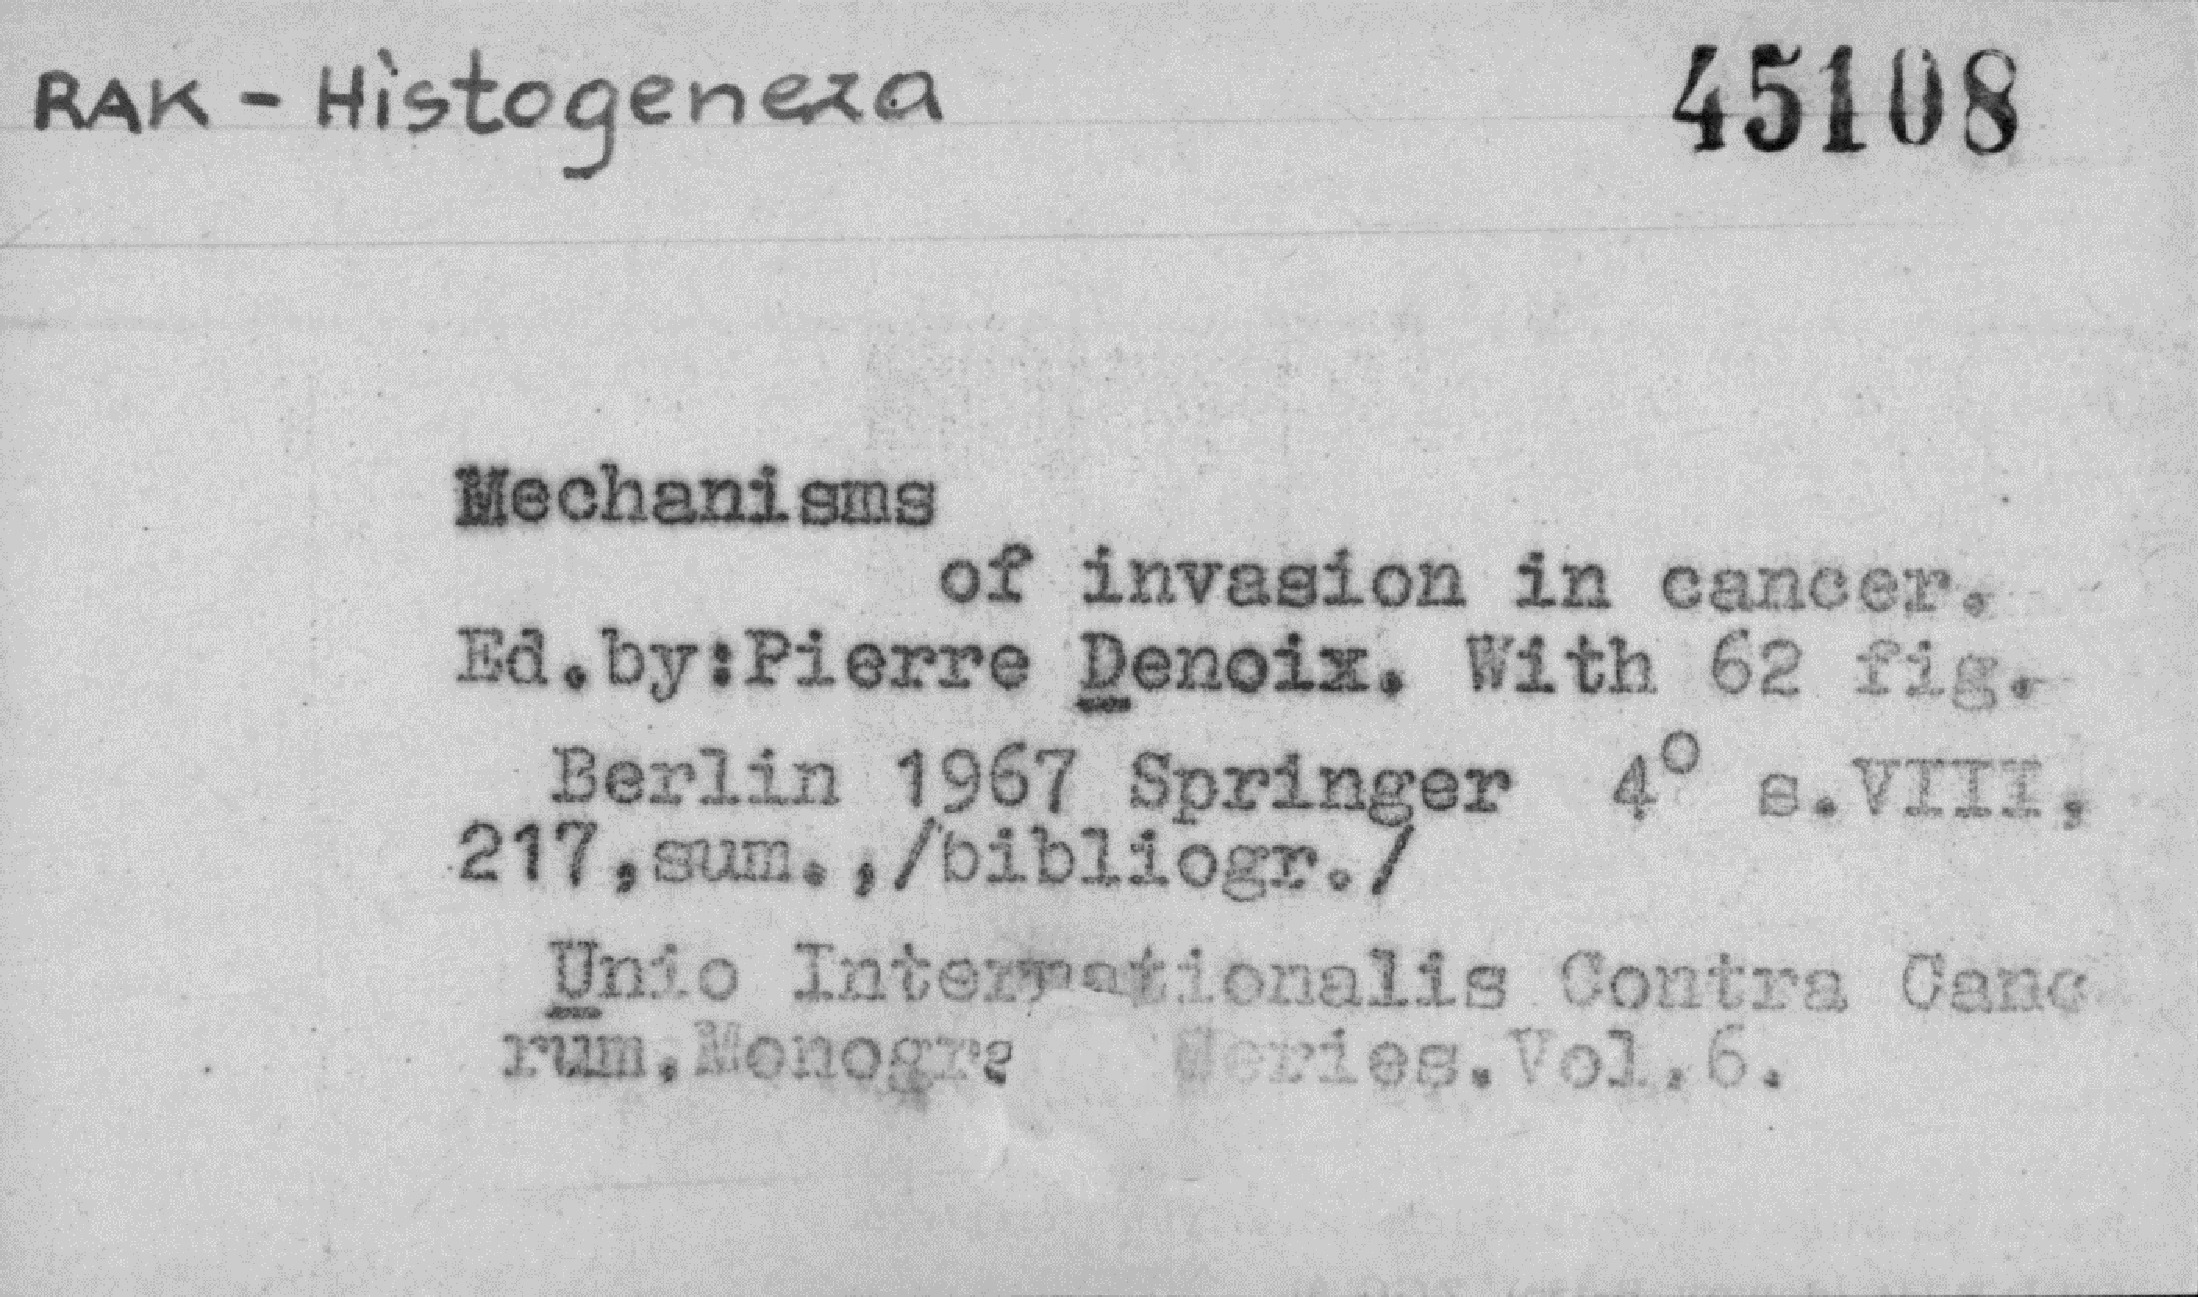 RAK - Histogeneza
45108
Mechanisms
of invasion in cancer.
Ed.by:Pierre Denoix. With 62 fig.
Berlin 1967 Springer 4° s.VIII,
217,sum.,/bibliogr./
Unio Internationalis Contra Canc
rum.Monogra Series.Vol.6.